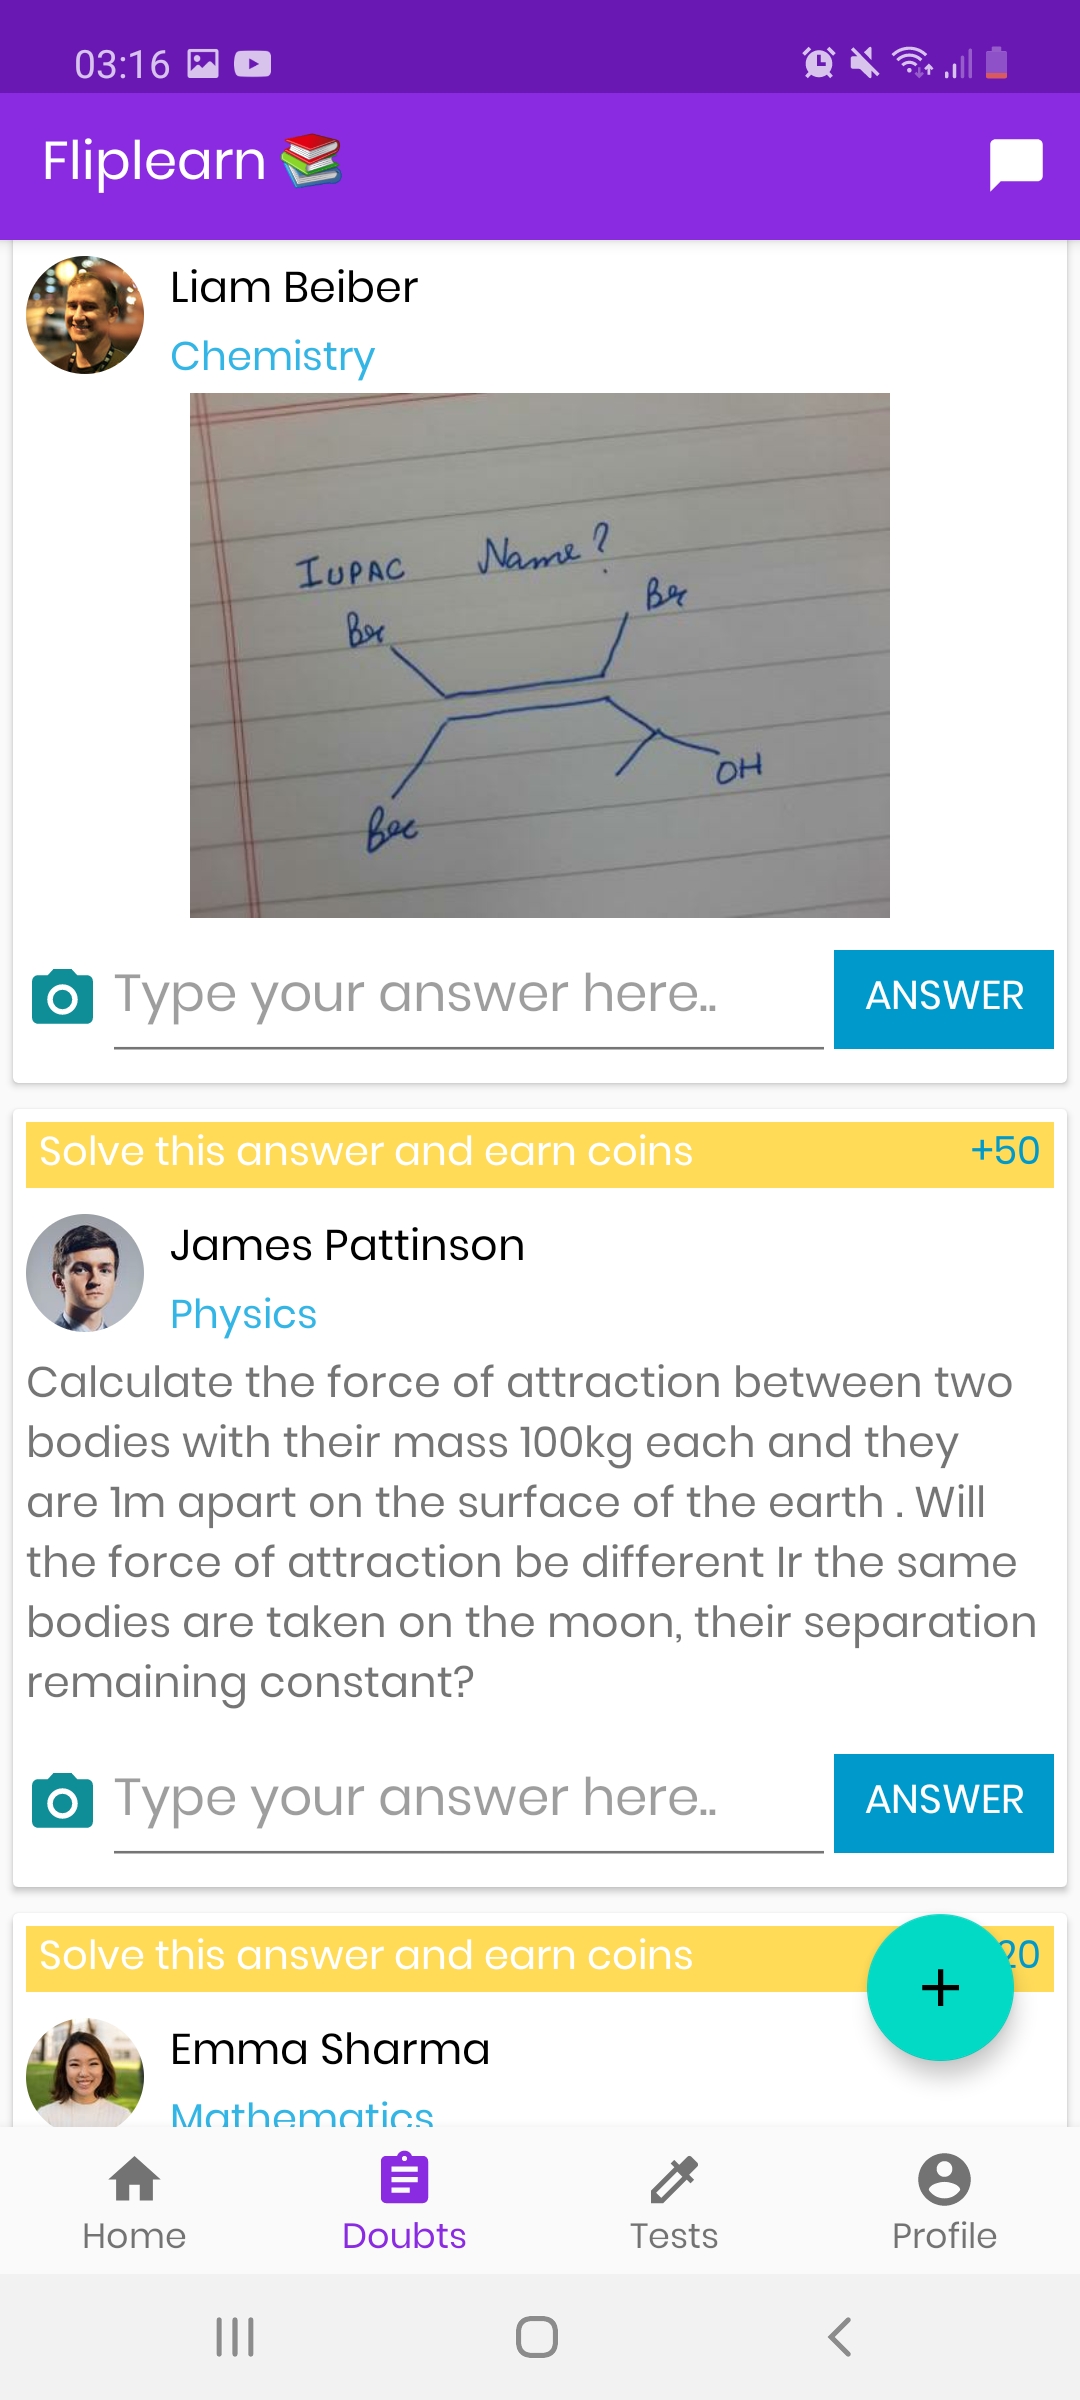 03:16
Fliplearn
Liam Beiber
Chemistry
IUPAC Name?
Br
Br
Br
OH
Type your answer here..
ANSWER
Solve this answer and earn coins +50
James Pattinson
Physics
Calculate the force of attraction between two
bodies with their mass 100kg each and they
are 1m apart on the surface of the earth . Will
the force of attraction be different Ir the same
bodies are taken on the moon, their separation
remaining constant?
Type your answer here..
ANSWER
Solve this answer and earn coins 20
Emma Sharma
Mathematics
Home Doubts Tests Profile